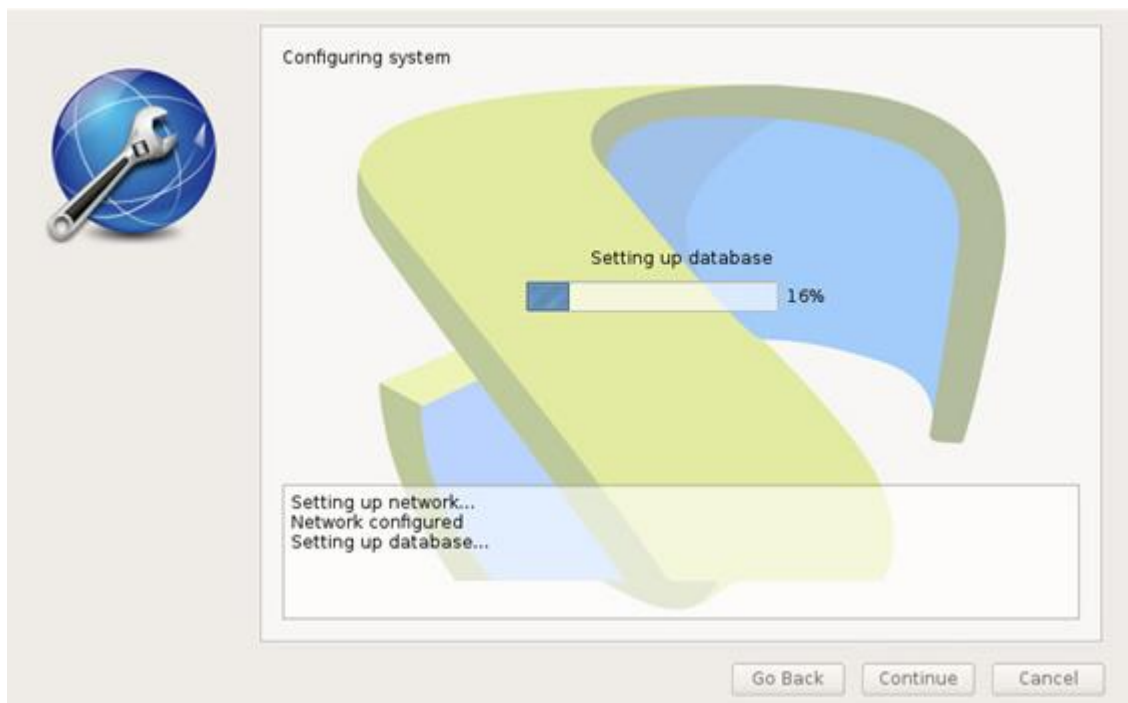 Configuring system
Setting up database
16%
Setting up network...
Network configured
Setting up database...
Go Back
Continue
Cancel